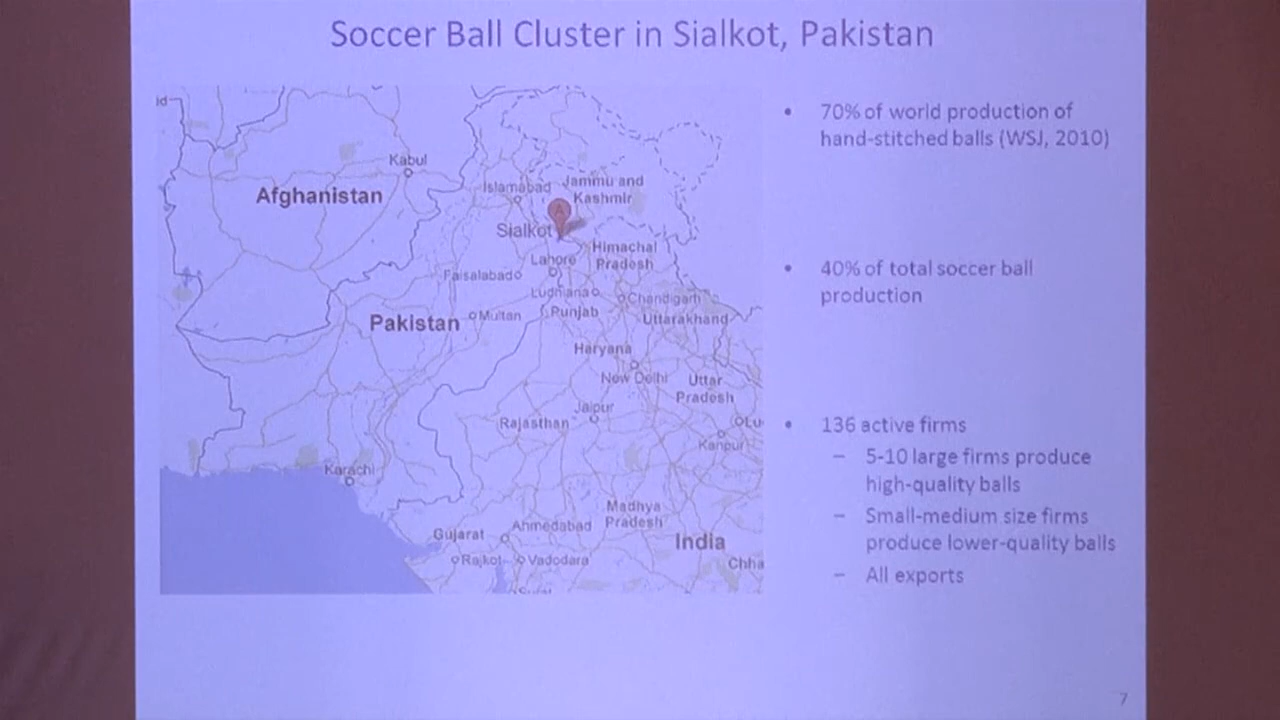 Soccer Ball Cluster in Sialkot, Pakistan
• 70% of world production of
hand-stitched balls (WSJ, 2010)
• 40% of total soccer ball
production
• 136 active firms
– 5-10 large firms produce
high-quality balls
– Small-medium size firms
produce lower-quality balls
– All exports
id
Kabul
Afghanistan
Islamabad
Jammu and
Kashmir
A
Sialkot
Himachal
Pradesh
Lahore
Faisalabad
Ludhiana
Chandigarh
Pakistan
Multan
Punjab
Uttarakhand
Haryana
New Delhi
Uttar
Pradesh
Jaipur
Rajasthan
Lu
Kanpur
Karachi
Madhya
Pradesh
Gujarat
Ahmedabad
India
Rajkot
Vadodara
Chha
7